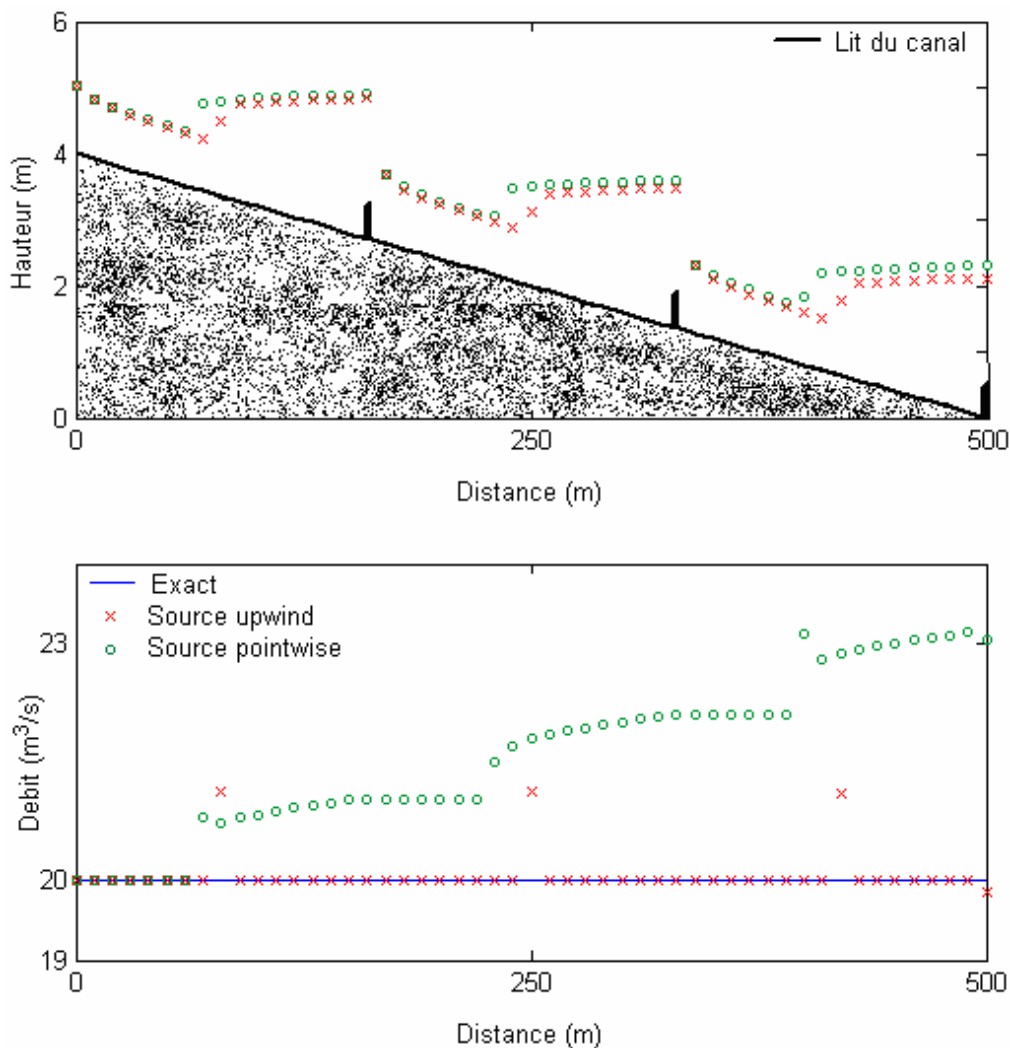 6
Lit du canal
4
Hauteur (m)
2
0
0
250
500
Distance (m)
Exact
Source upwind
Source pointwise
23
Debit (m³/s)
20
19
0
250
500
Distance (m)